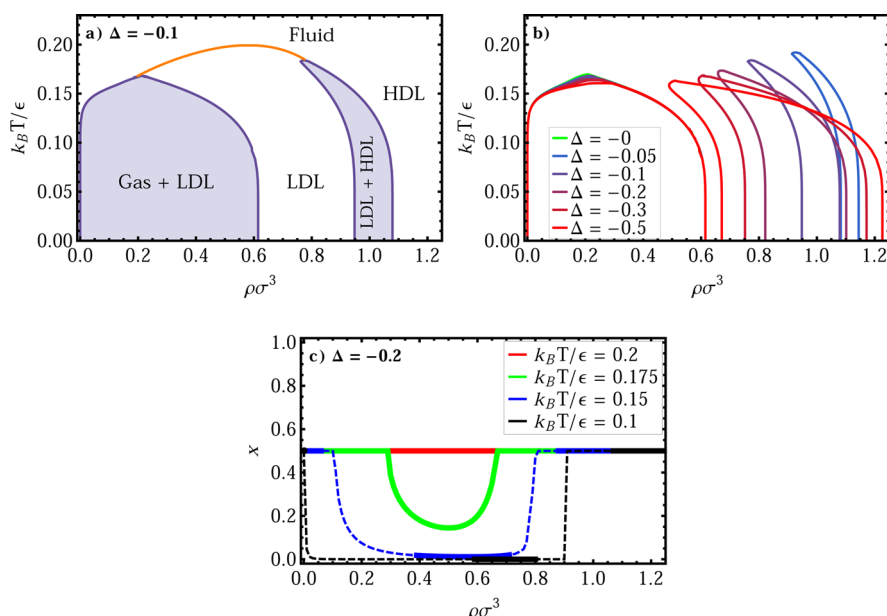 a) Δ = −0.1
Fluid
HDL
Gas + LDL
LDL
LDL + HDL
0.20
0.15
0.10
0.05
0.00
k_BT/ϵ
0.0 0.2 0.4 0.6 0.8 1.0 1.2
ρσ³
b)
Δ = −0
Δ = −0.05
Δ = −0.1
Δ = −0.2
Δ = −0.3
Δ = −0.5
0.20
0.15
0.10
0.05
0.00
k_BT/ϵ
0.0 0.2 0.4 0.6 0.8 1.0 1.2
ρσ³
c) Δ = −0.2
k_BT/ϵ = 0.2
k_BT/ϵ = 0.175
k_BT/ϵ = 0.15
k_BT/ϵ = 0.1
1.0
0.8
0.6
0.4
0.2
0.0
x
0.0 0.2 0.4 0.6 0.8 1.0 1.2
ρσ³